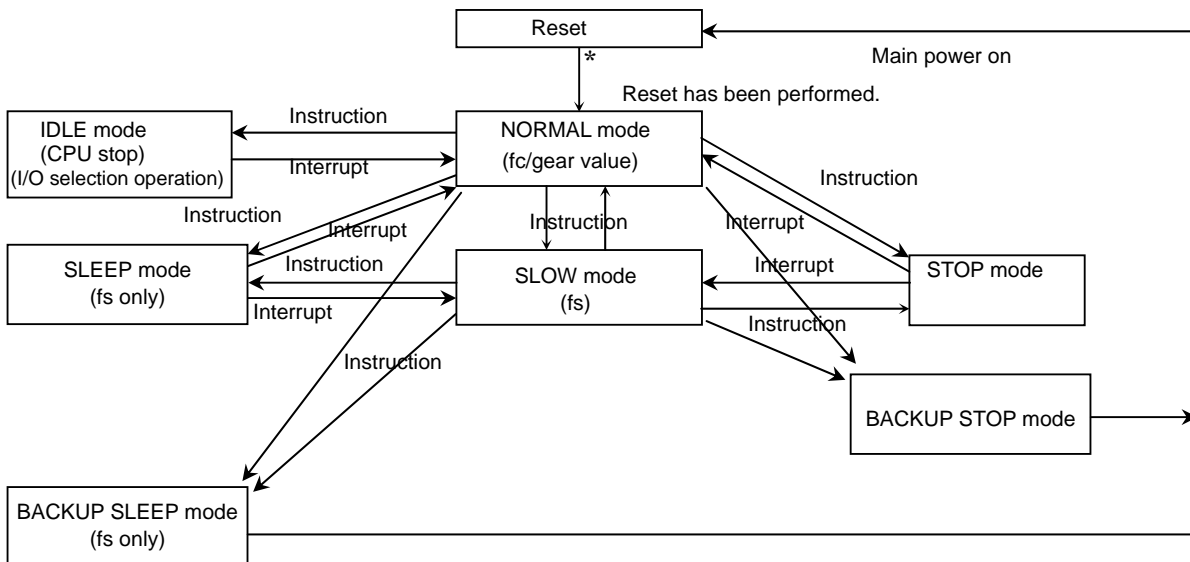 Reset
*
Main power on
Reset has been performed.
Instruction
IDLE mode
(CPU stop)
(I/O selection operation)
Interrupt
NORMAL mode
(fc/gear value)
Instruction
Instruction
Interrupt
Instruction
Interrupt
SLEEP mode
(fs only)
Instruction
Interrupt
SLOW mode
(fs)
Interrupt
STOP mode
Instruction
Instruction
BACKUP STOP mode
BACKUP SLEEP mode
(fs only)